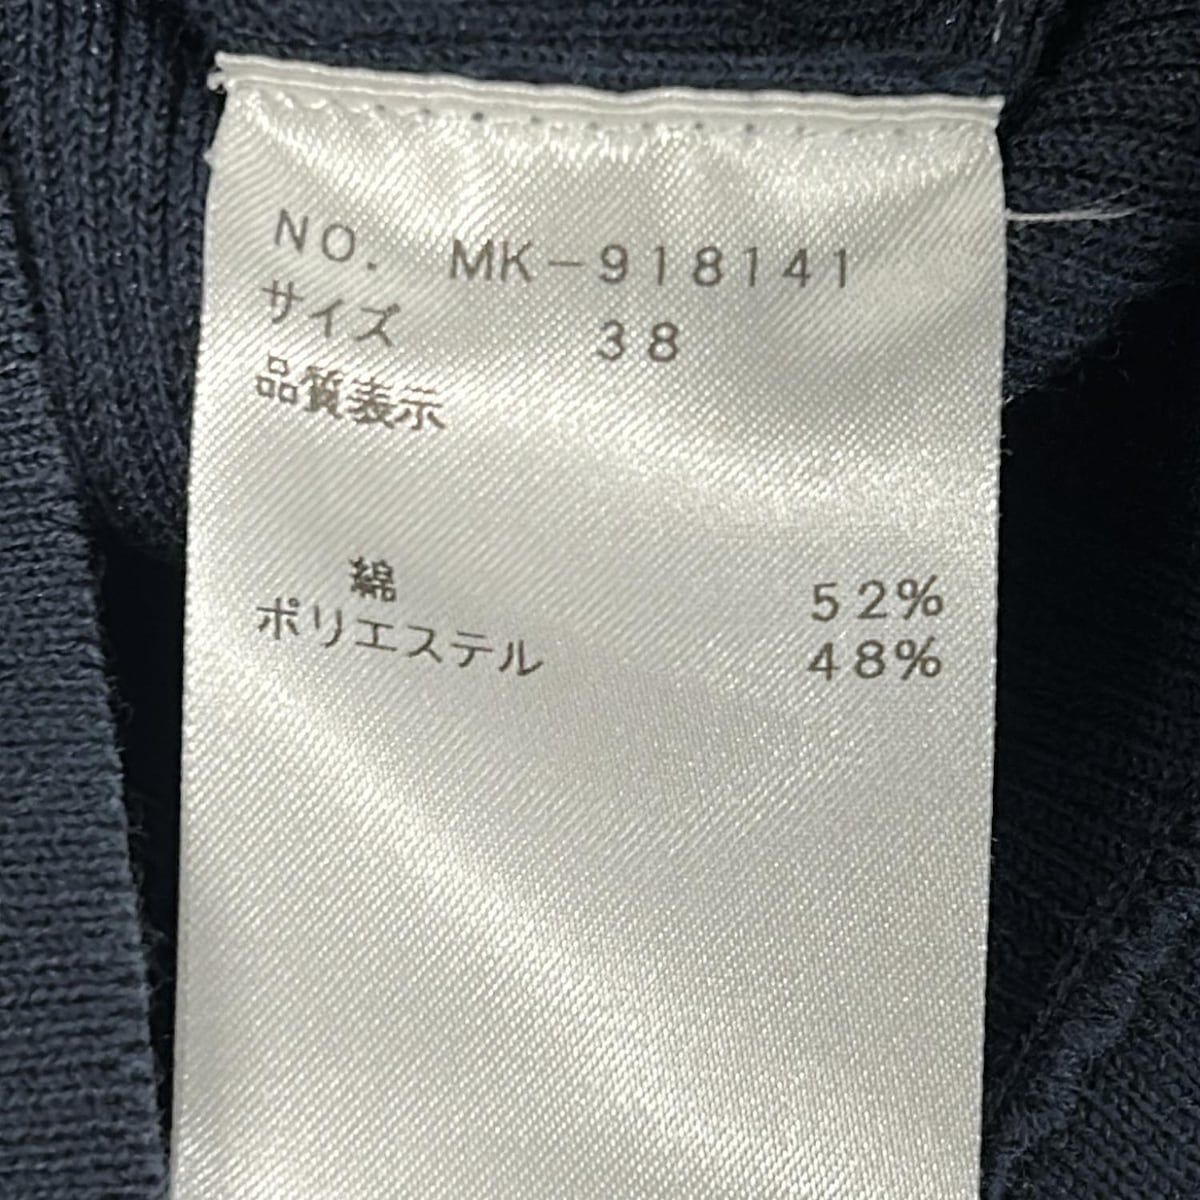 NO. MK-918141
サイズ 38
品質表示
綿 52%
ポリエステル 48%